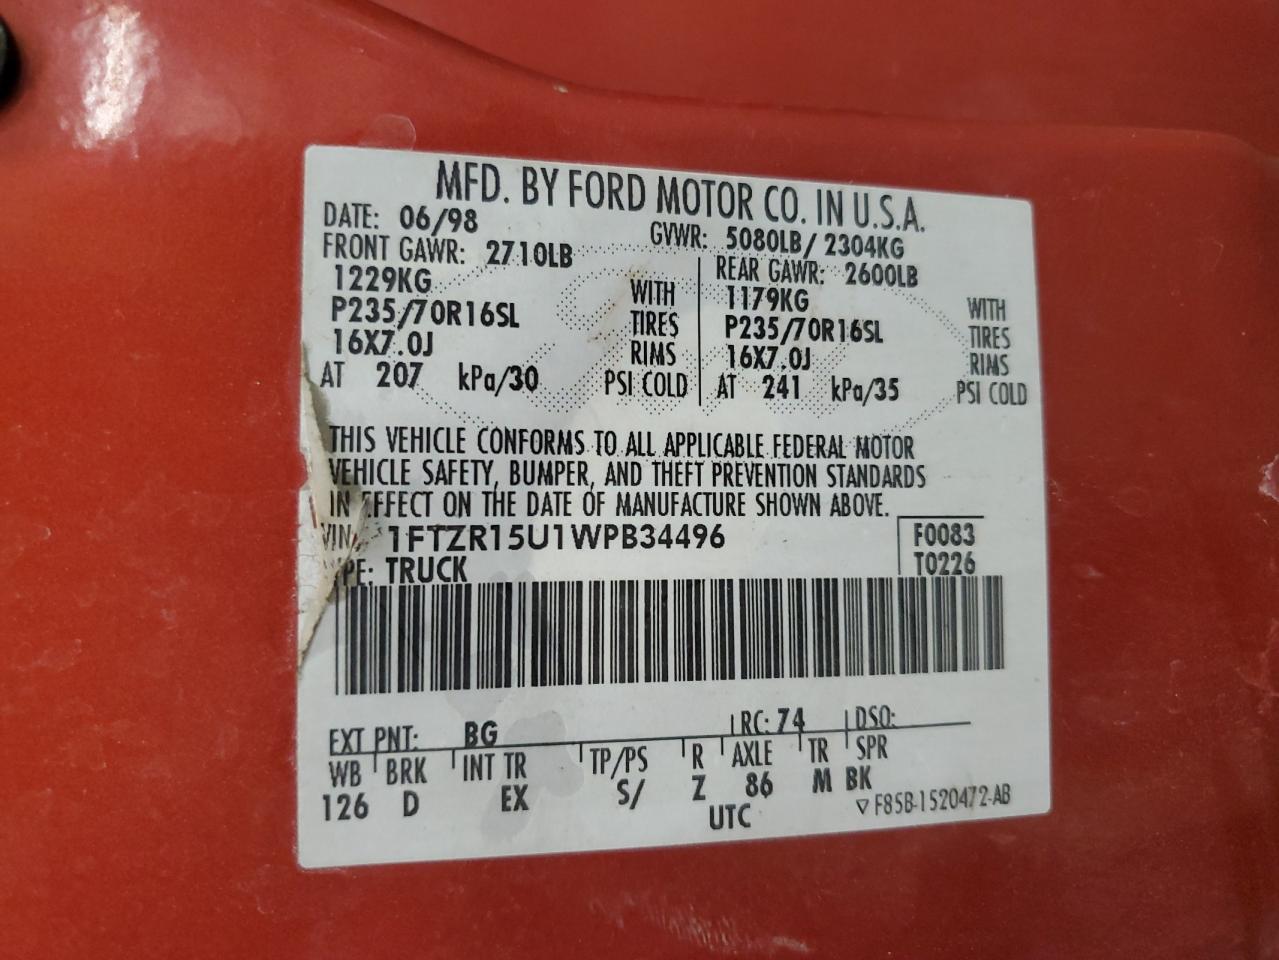 MFD. BY FORD MOTOR CO. IN U.S.A.
DATE: 06/98 GVWR: 5080LB/ 2304KG
FRONT GAWR: 2710LB REAR GAWR: 2600LB
1229KG WITH 1179KG WITH
P235/70R16SL TIRES P235/70R16SL TIRES
16X7.0J RIMS 16X7.0J RIMS
AT 207 kPa/30 PSI COLD AT 241 kPa/35 PSI COLD
THIS VEHICLE CONFORMS TO ALL APPLICABLE FEDERAL MOTOR
VEHICLE SAFETY, BUMPER, AND THEFT PREVENTION STANDARDS
IN EFFECT ON THE DATE OF MANUFACTURE SHOWN ABOVE.
VIN: 1FTZR15U1WPB34496 F0083
PE: TRUCK T0226
EXT PNT: BG RC: 74 DSO:
WB BRK INT TR TP/PS R AXLE TR SPR
126 D EX S/ Z 86 M BK
UTC F85B-1520472-AB